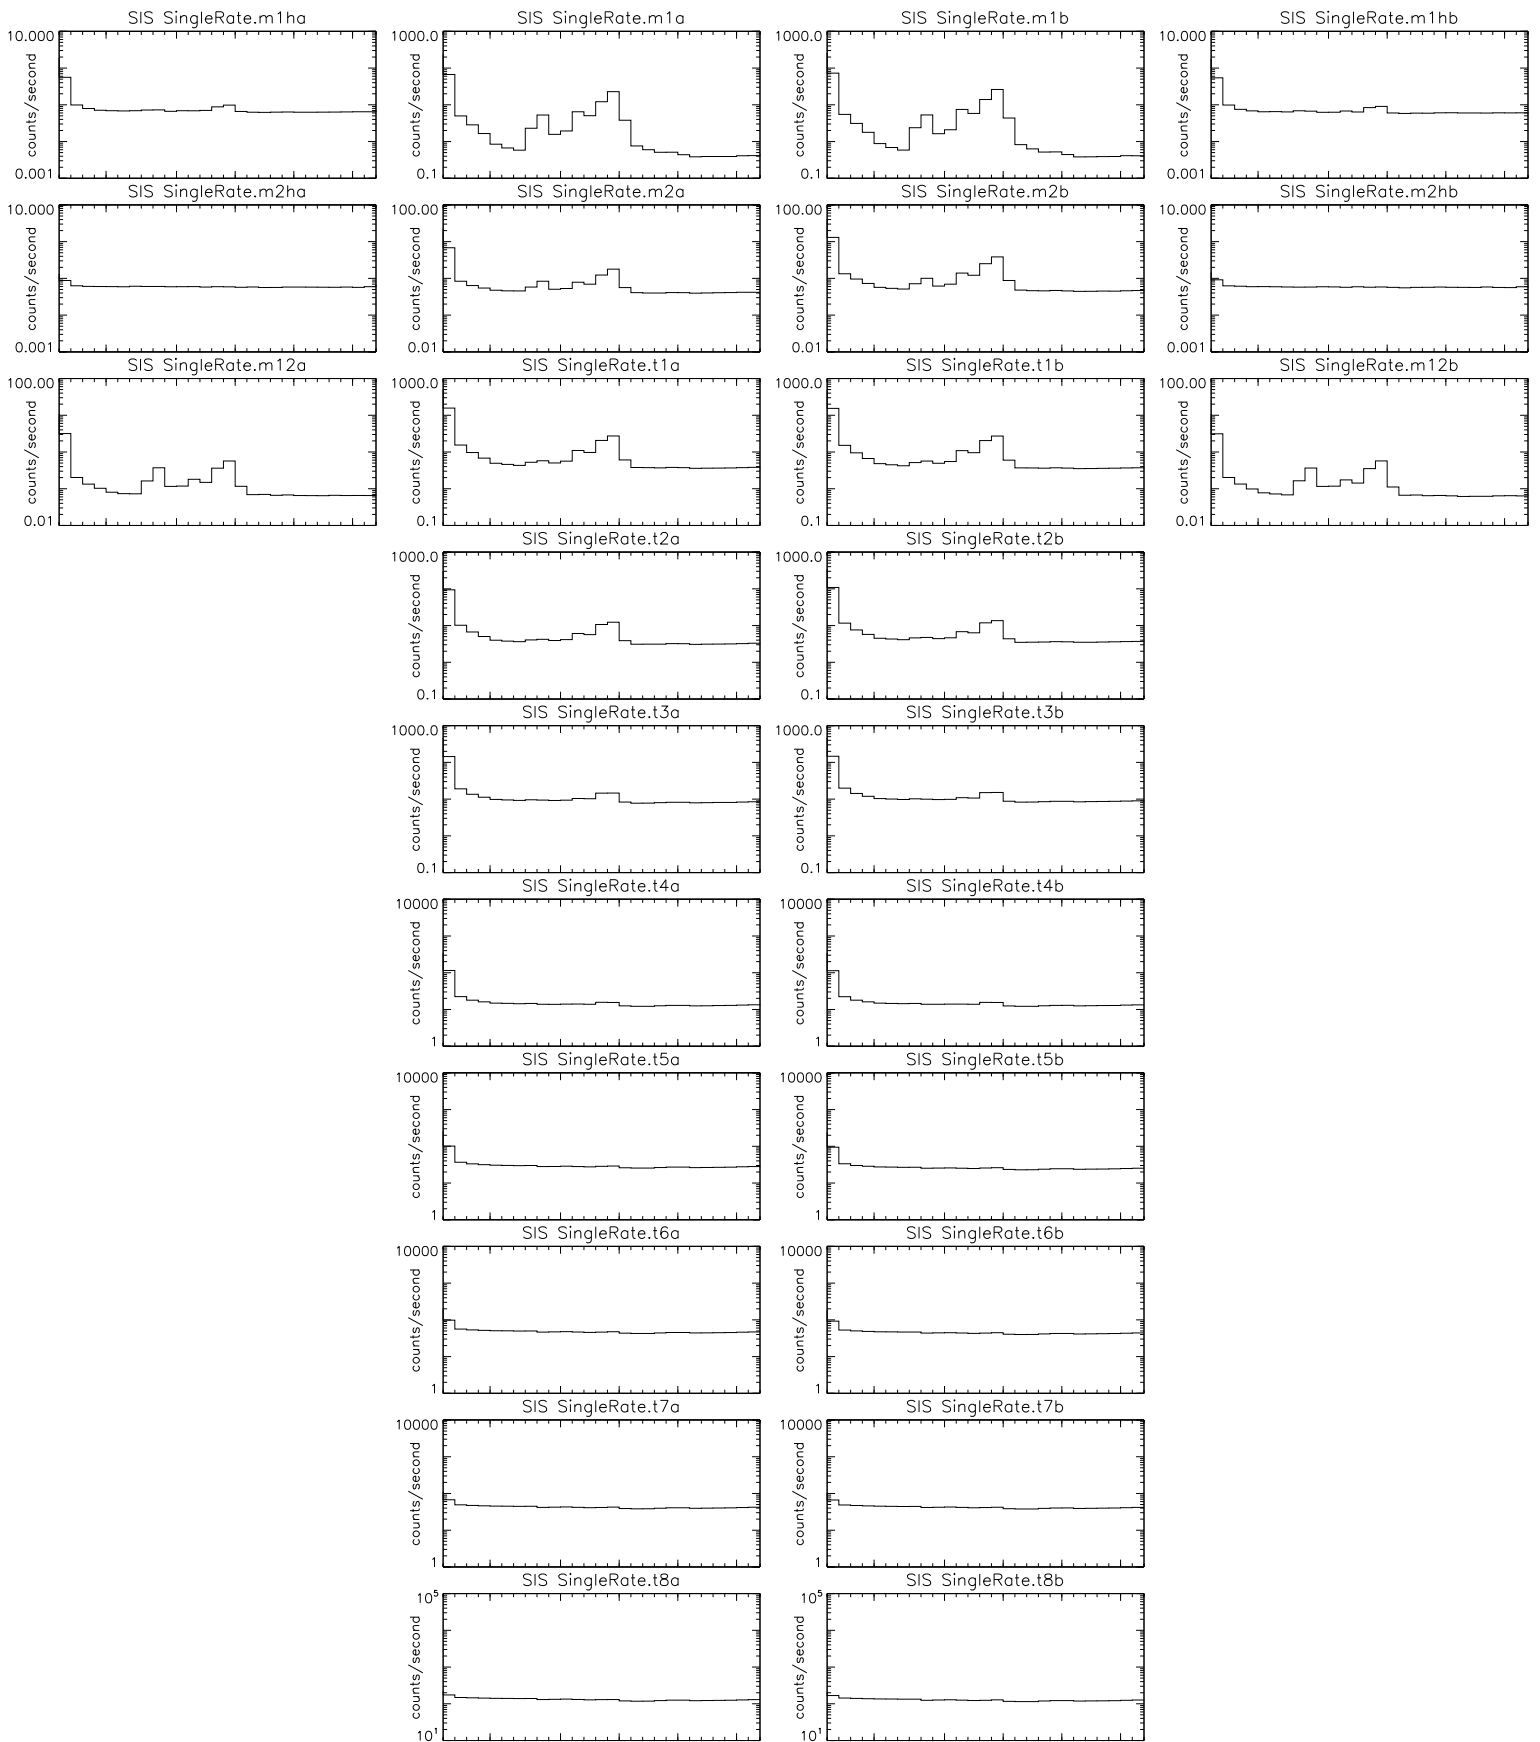 SIS SingleRate.m1ha
10.000
counts/second
0.001
SIS SingleRate.m1a
1000.0
counts/second
0.1
SIS SingleRate.m1b
1000.0
counts/second
0.1
SIS SingleRate.m1hb
10.000
counts/second
0.001
SIS SingleRate.m2ha
10.000
counts/second
0.001
SIS SingleRate.m2a
100.00
counts/second
0.01
SIS SingleRate.m2b
100.00
counts/second
0.01
SIS SingleRate.m2hb
10.000
counts/second
0.001
SIS SingleRate.m12a
100.00
counts/second
0.01
SIS SingleRate.t1a
1000.0
counts/second
0.1
SIS SingleRate.t1b
1000.0
counts/second
0.1
SIS SingleRate.m12b
100.00
counts/second
0.01
SIS SingleRate.t2a
1000.0
counts/second
0.1
SIS SingleRate.t2b
1000.0
counts/second
0.1
SIS SingleRate.t3a
1000.0
counts/second
0.1
SIS SingleRate.t3b
1000.0
counts/second
0.1
SIS SingleRate.t4a
10000
counts/second
1
SIS SingleRate.t4b
10000
counts/second
1
SIS SingleRate.t5a
10000
counts/second
1
SIS SingleRate.t5b
10000
counts/second
1
SIS SingleRate.t6a
10000
counts/second
1
SIS SingleRate.t6b
10000
counts/second
1
SIS SingleRate.t7a
10000
counts/second
1
SIS SingleRate.t7b
10000
counts/second
1
SIS SingleRate.t8a
10⁵
counts/second
10¹
SIS SingleRate.t8b
10⁵
counts/second
10¹